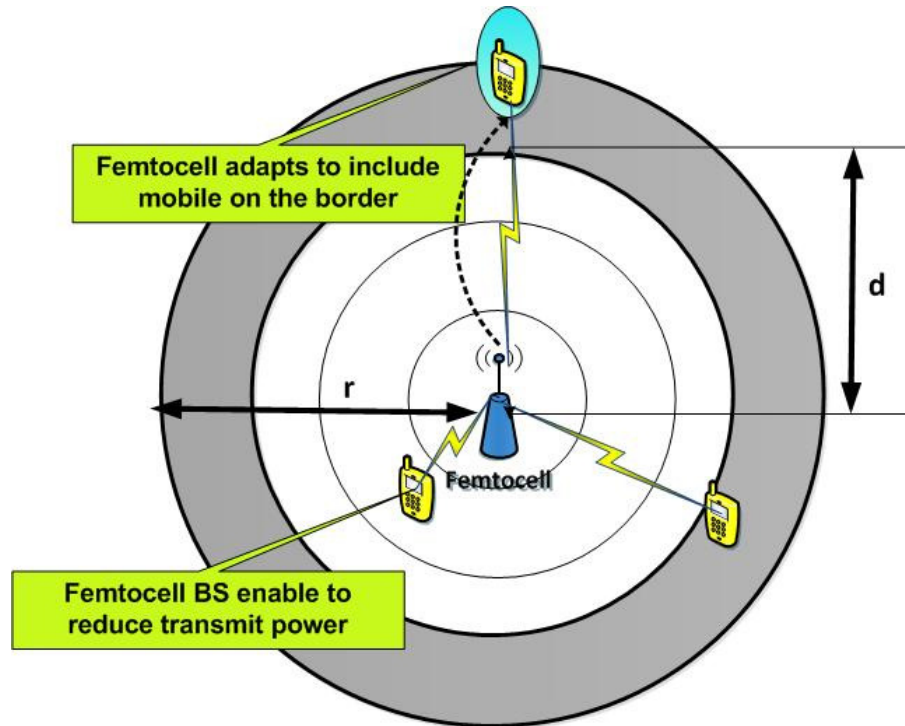 Femtocell adapts to include
mobile on the border
d
r
Femtocell
Femtocell BS enable to
reduce transmit power